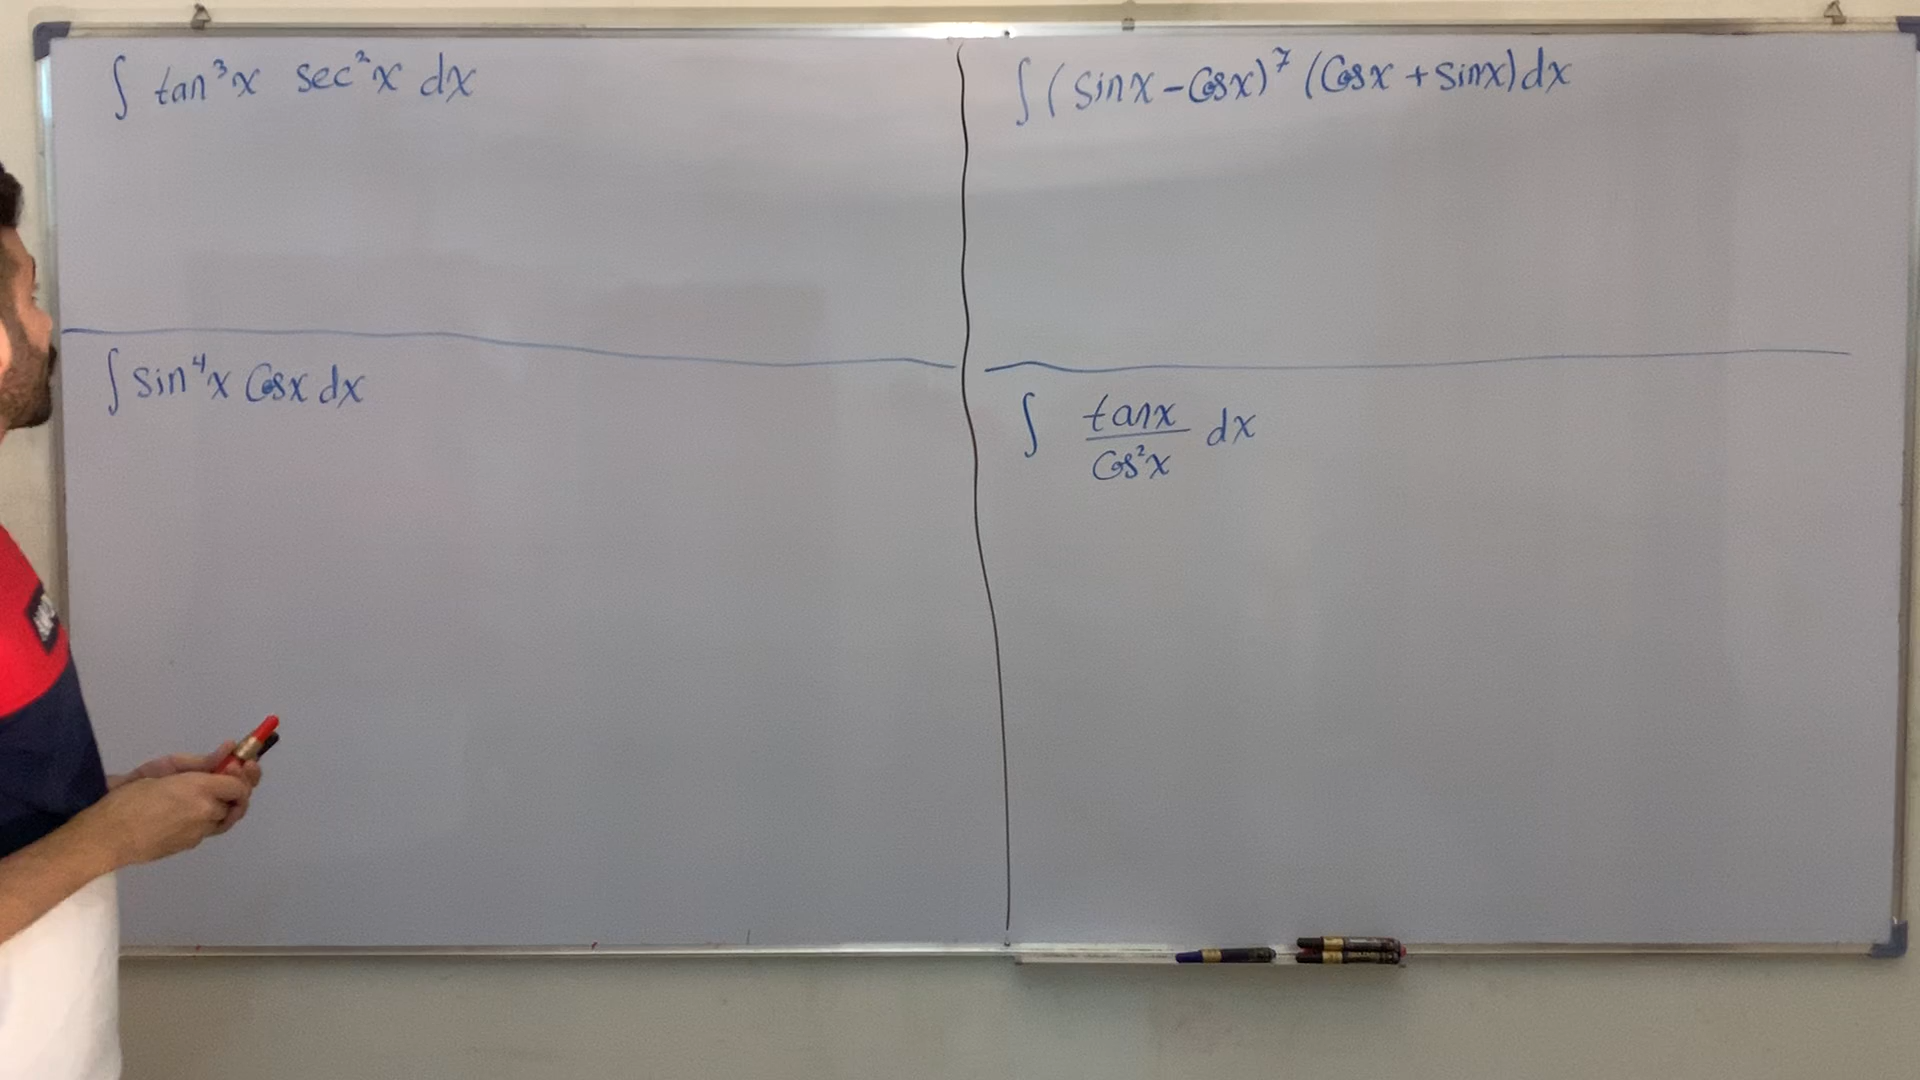 ∫ tan³x sec²x dx
∫ sin⁴x Cosx dx
∫ (sinx - Cosx)⁷ (Cosx + sinx) dx
∫ tanx / Cos²x dx